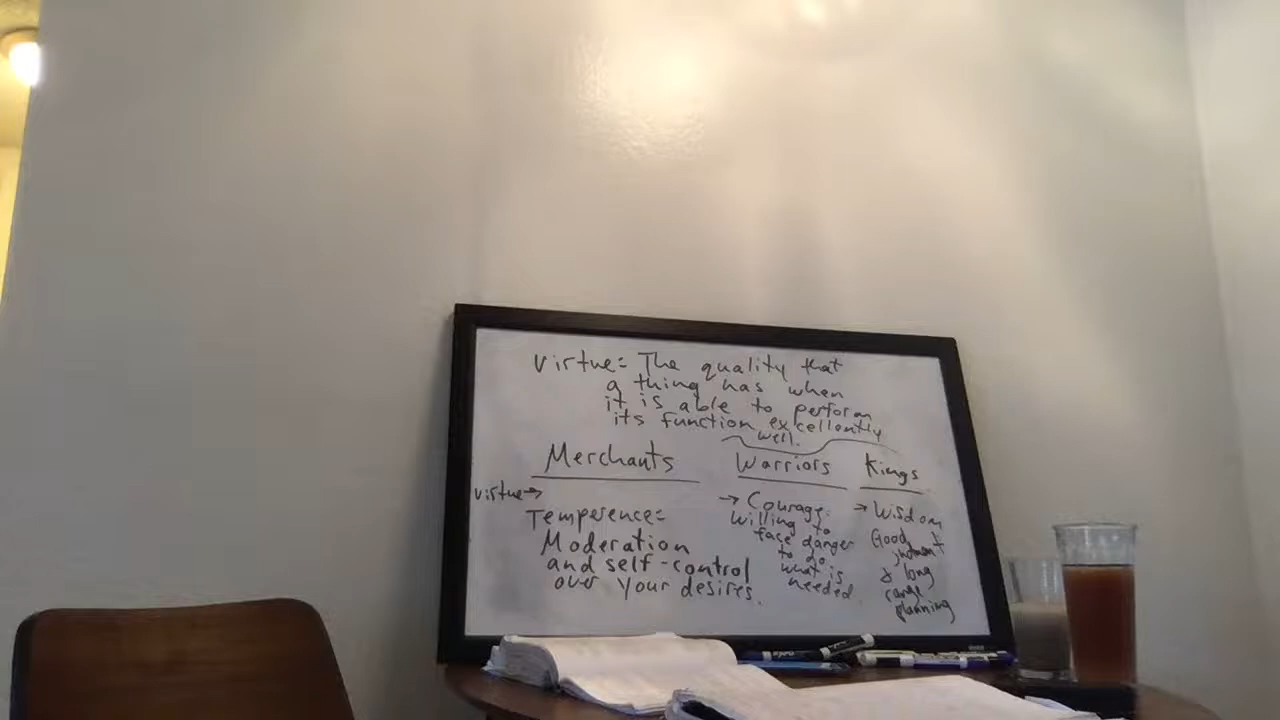 Virtue= The quality that
a thing has when
it is able to perform
its function excellently
well.
Merchants
Warriors
Kings
virtue→
Temperence=
Moderation
and self-control
over your desires.
→ Courage:
willing to
face danger
to do
what is
needed.
→ Wisdom
Good
& long
range
planning